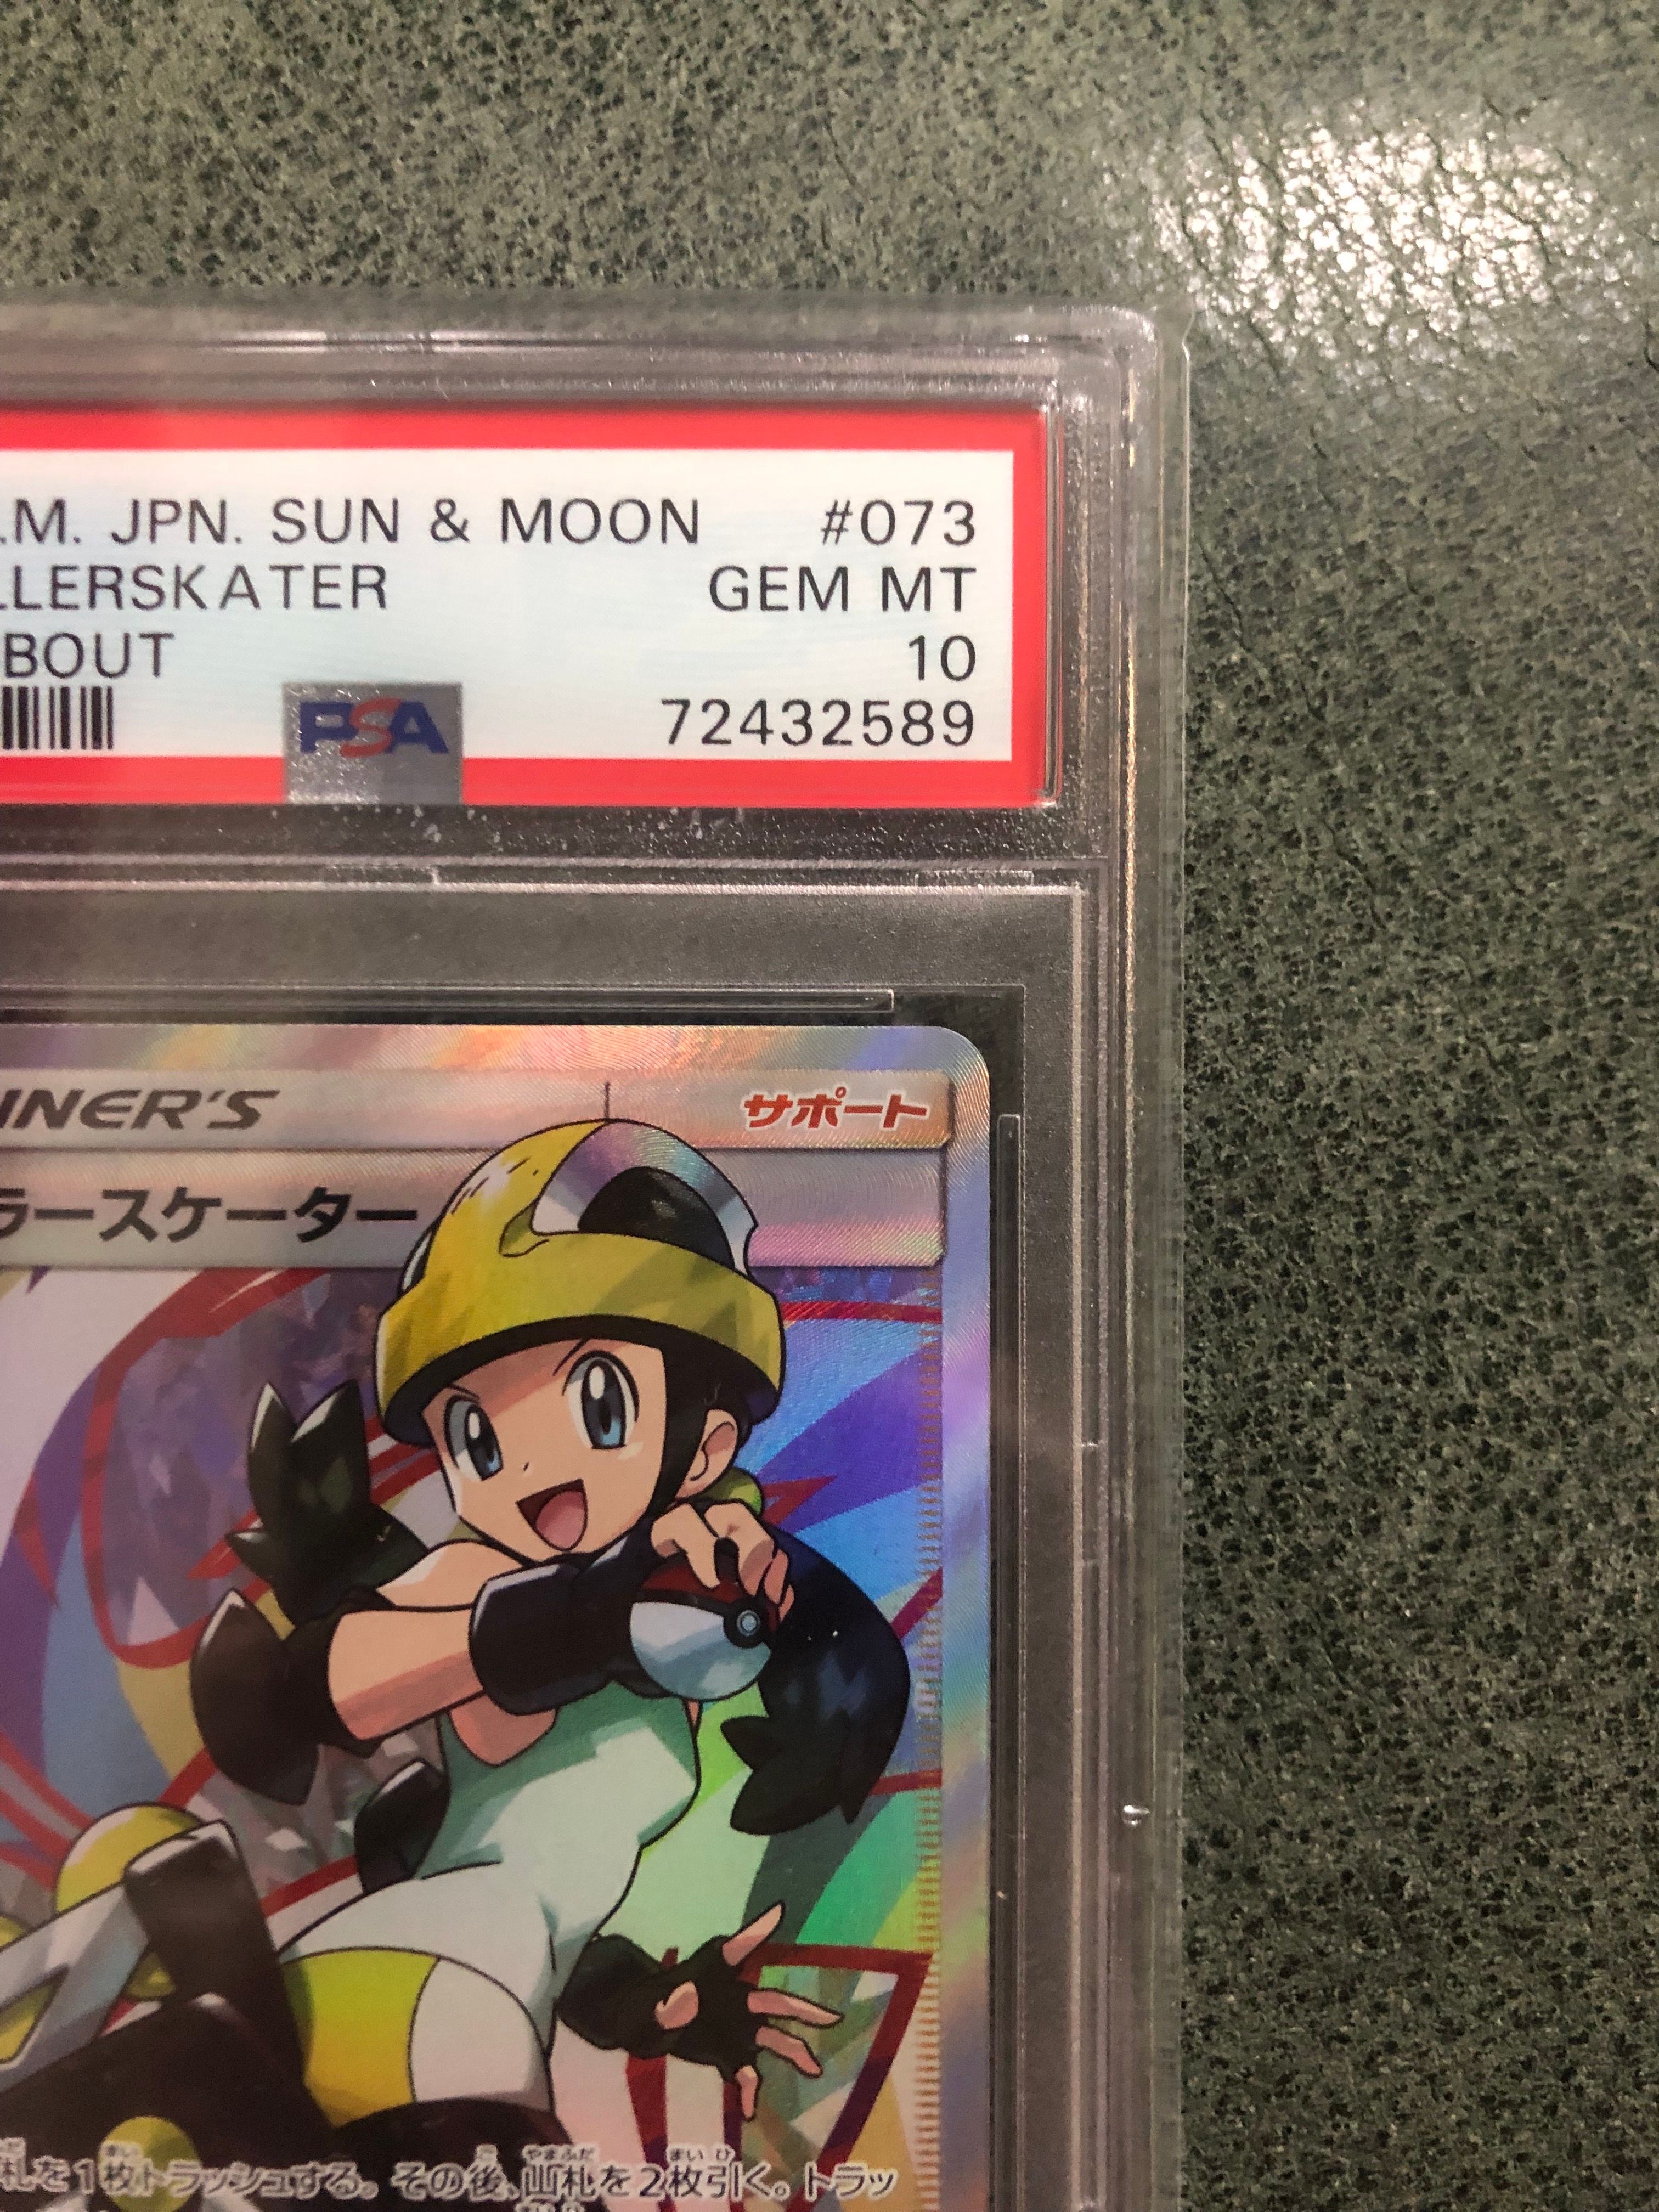 .M. JPN. SUN & MOON #073
LLERSKATER GEM MT
BOUT 10
PSA 72432589
INER'S サポート
ラースケーター
札を1枚トラッシュする。その後、山札を2枚引く。トラッ